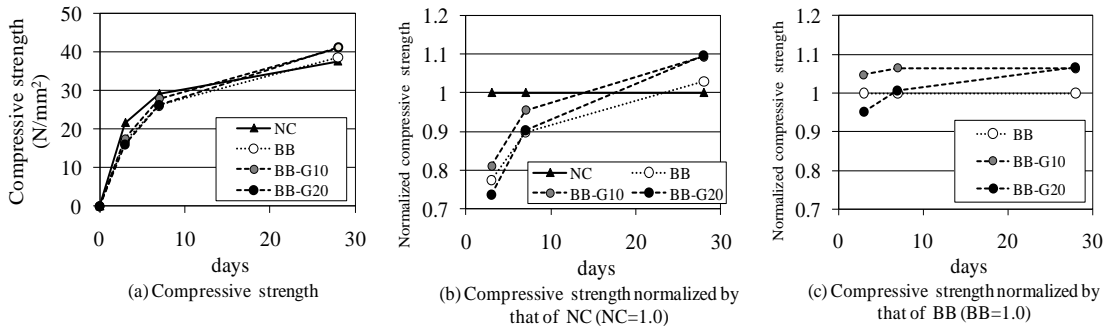 Compressive strength
(N/mm²)
50
40
30
20
10
0
0
10
20
30
days
NC
BB
BB-G10
BB-G20
(a) Compressive strength
Normalized compressive strength
1.2
1.1
1
0.9
0.8
0.7
0
10
20
30
days
NC
BB
BB-G10
BB-G20
(b) Compressive strength normalized by
that of NC (NC=1.0)
Normalized compressive strength
1.2
1.1
1
0.9
0.8
0.7
0
10
20
30
days
BB
BB-G10
BB-G20
(c) Compressive strength normalized by
that of BB (BB=1.0)